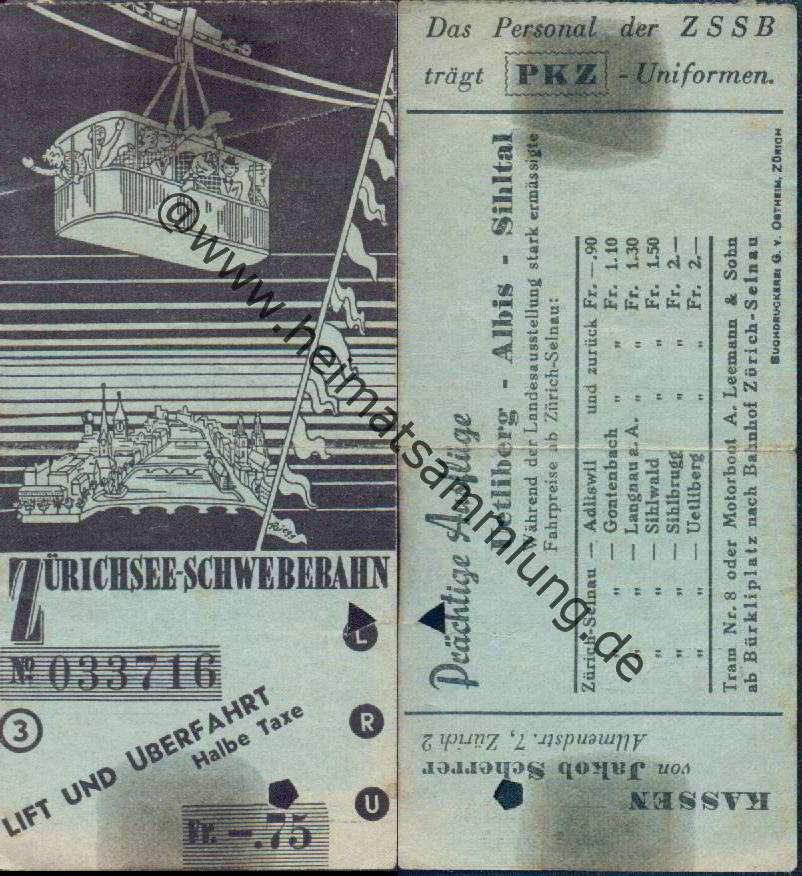 Riess
ZÜRICHSEE-SCHWEBEBAHN
№ 033716
3
LIFT UND ÜBERFAHRT
Halbe Taxe
Fr. —.75
L
R
U
Das Personal der ZSSB
trägt PKZ - Uniformen.
Prächtige Ausflüge
Uetliberg - Albis - Sihltal
Während der Landesausstellung stark ermässigte
Fahrpreise ab Zürich-Selnau:
Zürich-Selnau — Adliswil und zurück Fr. —.90
„ — Gontenbach „ „ Fr. 1.10
„ — Langnau a. A. „ „ Fr. 1.30
„ — Sihlwald „ „ Fr. 1.50
„ — Sihlbrugg „ „ Fr. 2.—
„ — Uetliberg „ „ Fr. 2.—
Tram Nr. 8 oder Motorboot A. Leemann & Sohn
ab Bürkliplatz nach Bahnhof Zürich-Selnau
BUCHDRUCKEREI G. V. OSTHEIM, ZÜRICH
KASSEN
von Jakob Scherrer
Allmendstr. 7, Zürich 2
@www.heimatsammlung.de